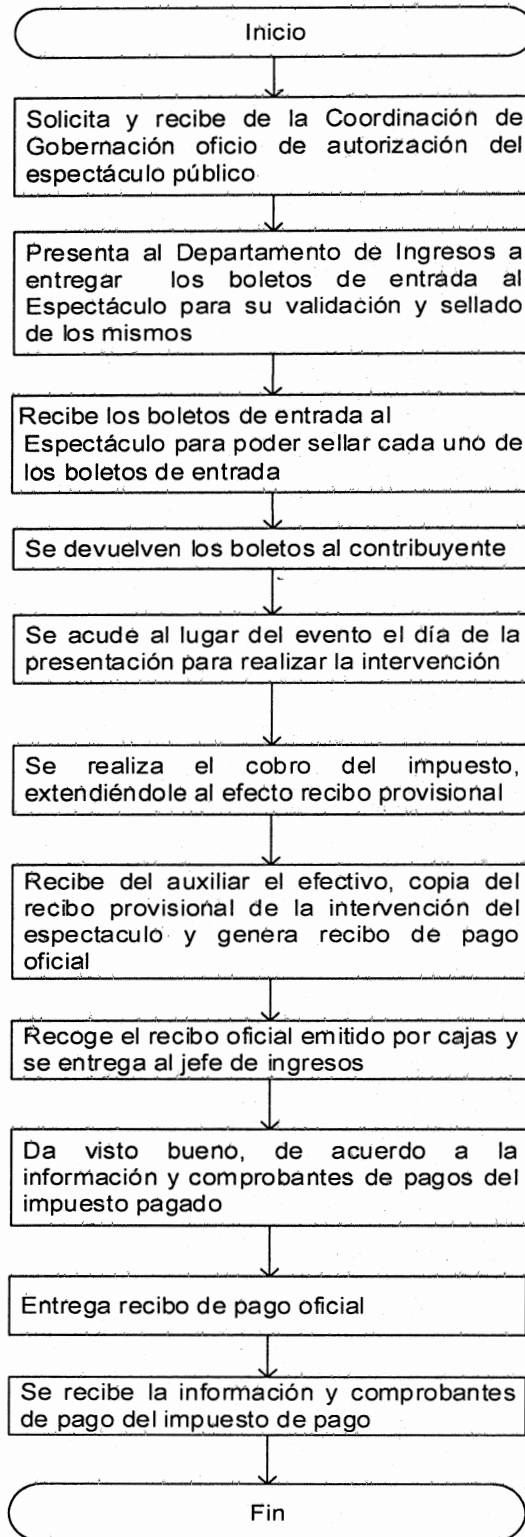 Inicio
Solicita y recibe de la Coordinación de
Gobernación oficio de autorización del
espectáculo público
Presenta al Departamento de Ingresos a
entregar los boletos de entrada al
Espectáculo para su validación y sellado
de los mismos
Recibe los boletos de entrada al
Espectáculo para poder sellar cada uno de
los boletos de entrada
Se devuelven los boletos al contribuyente
Se acude al lugar del evento el día de la
presentación para realizar la intervención
Se realiza el cobro del impuesto,
extendiéndole al efecto recibo provisional
Recibe del auxiliar el efectivo, copia del
recibo provisional de la intervención del
espectaculo y genera recibo de pago
oficial
Recoge el recibo oficial emitido por cajas y
se entrega al jefe de ingresos
Da visto bueno, de acuerdo a la
información y comprobantes de pagos del
impuesto pagado
Entrega recibo de pago oficial
Se recibe la información y comprobantes
de pago del impuesto de pago
Fin